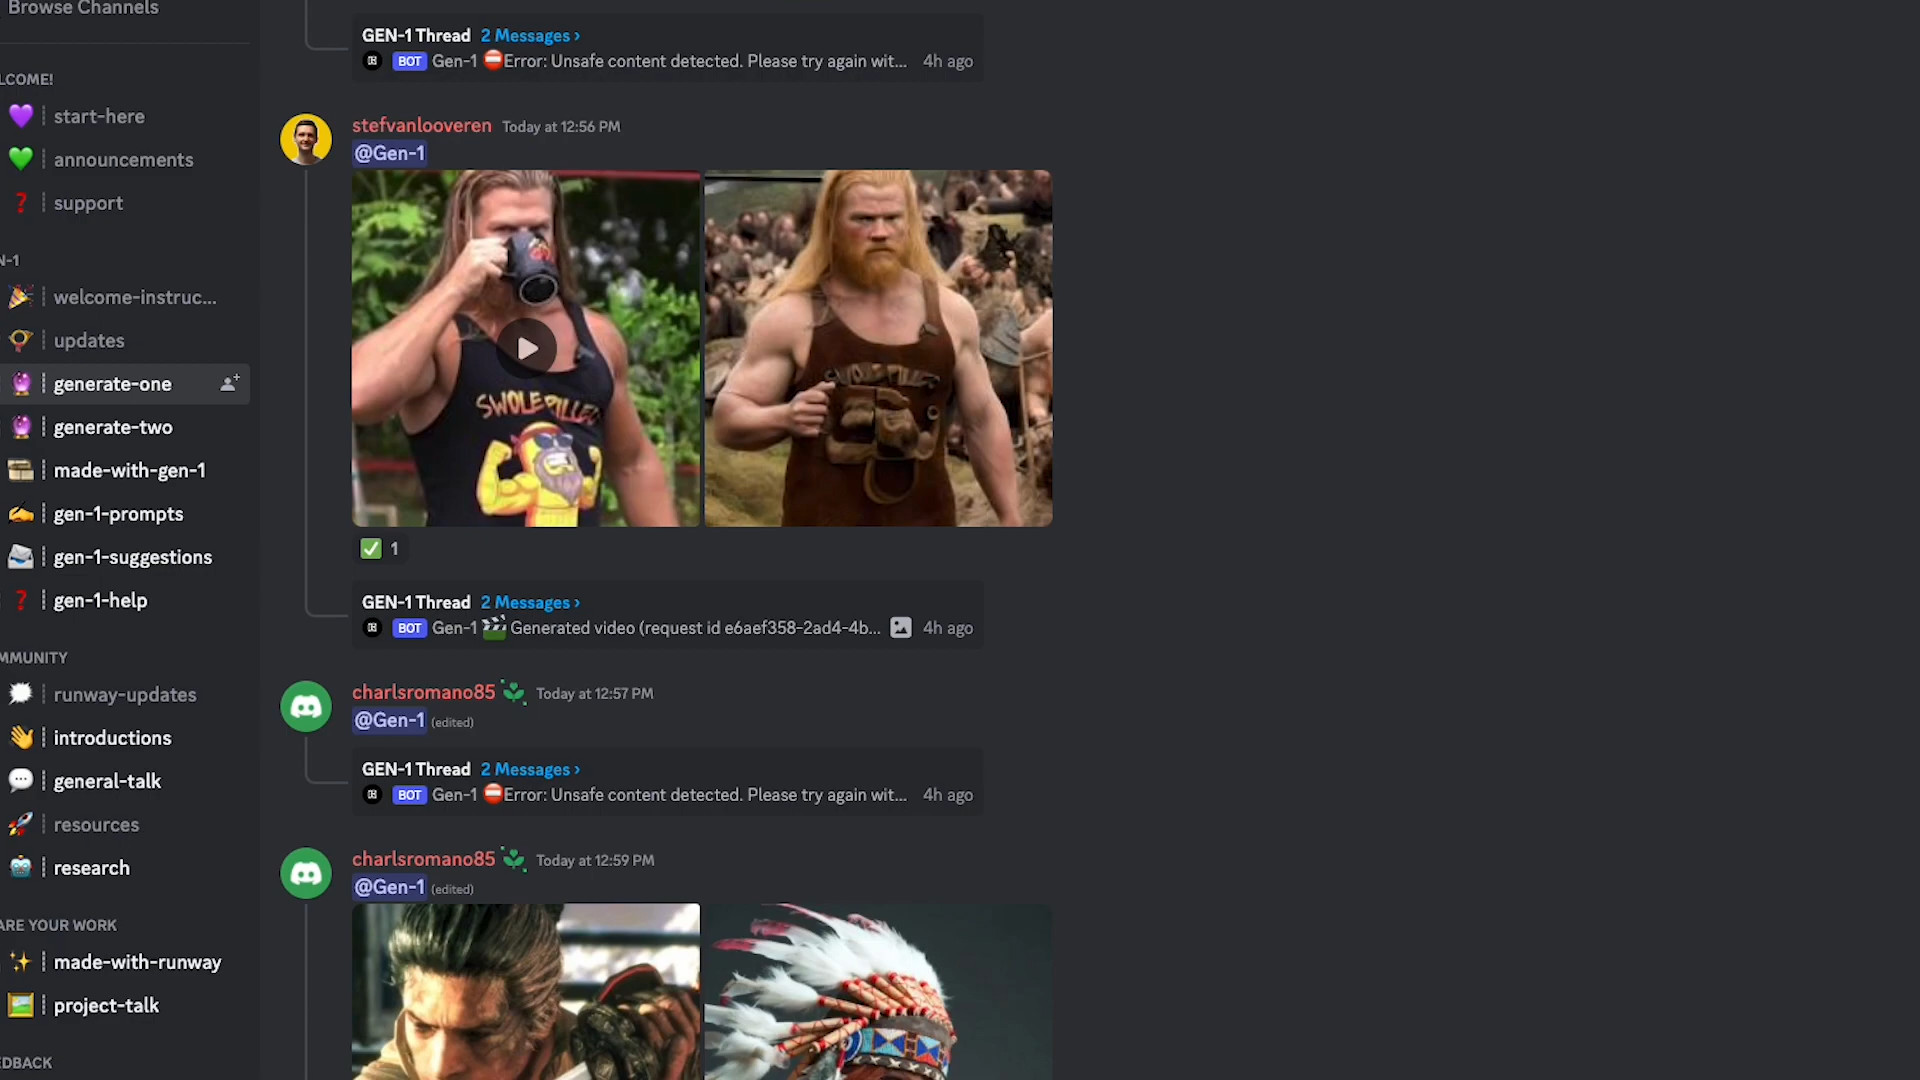 Browse Channels
LCOME!
start-here
announcements
support
N-1
welcome-instruc...
updates
generate-one
generate-two
made-with-gen-1
gen-1-prompts
gen-1-suggestions
gen-1-help
MMUNITY
runway-updates
introductions
general-talk
resources
research
ARE YOUR WORK
made-with-runway
project-talk
EDBACK
GEN-1 Thread 2 Messages ›
BOT Gen-1 Error: Unsafe content detected. Please try again wit... 4h ago
stefvanlooveren Today at 12:56 PM
@Gen-1
SWOLEPILLED
1
GEN-1 Thread 2 Messages ›
BOT Gen-1 Generated video (request id e6aef358-2ad4-4b... 4h ago
charlsromano85 Today at 12:57 PM
@Gen-1 (edited)
GEN-1 Thread 2 Messages ›
BOT Gen-1 Error: Unsafe content detected. Please try again wit... 4h ago
charlsromano85 Today at 12:59 PM
@Gen-1 (edited)